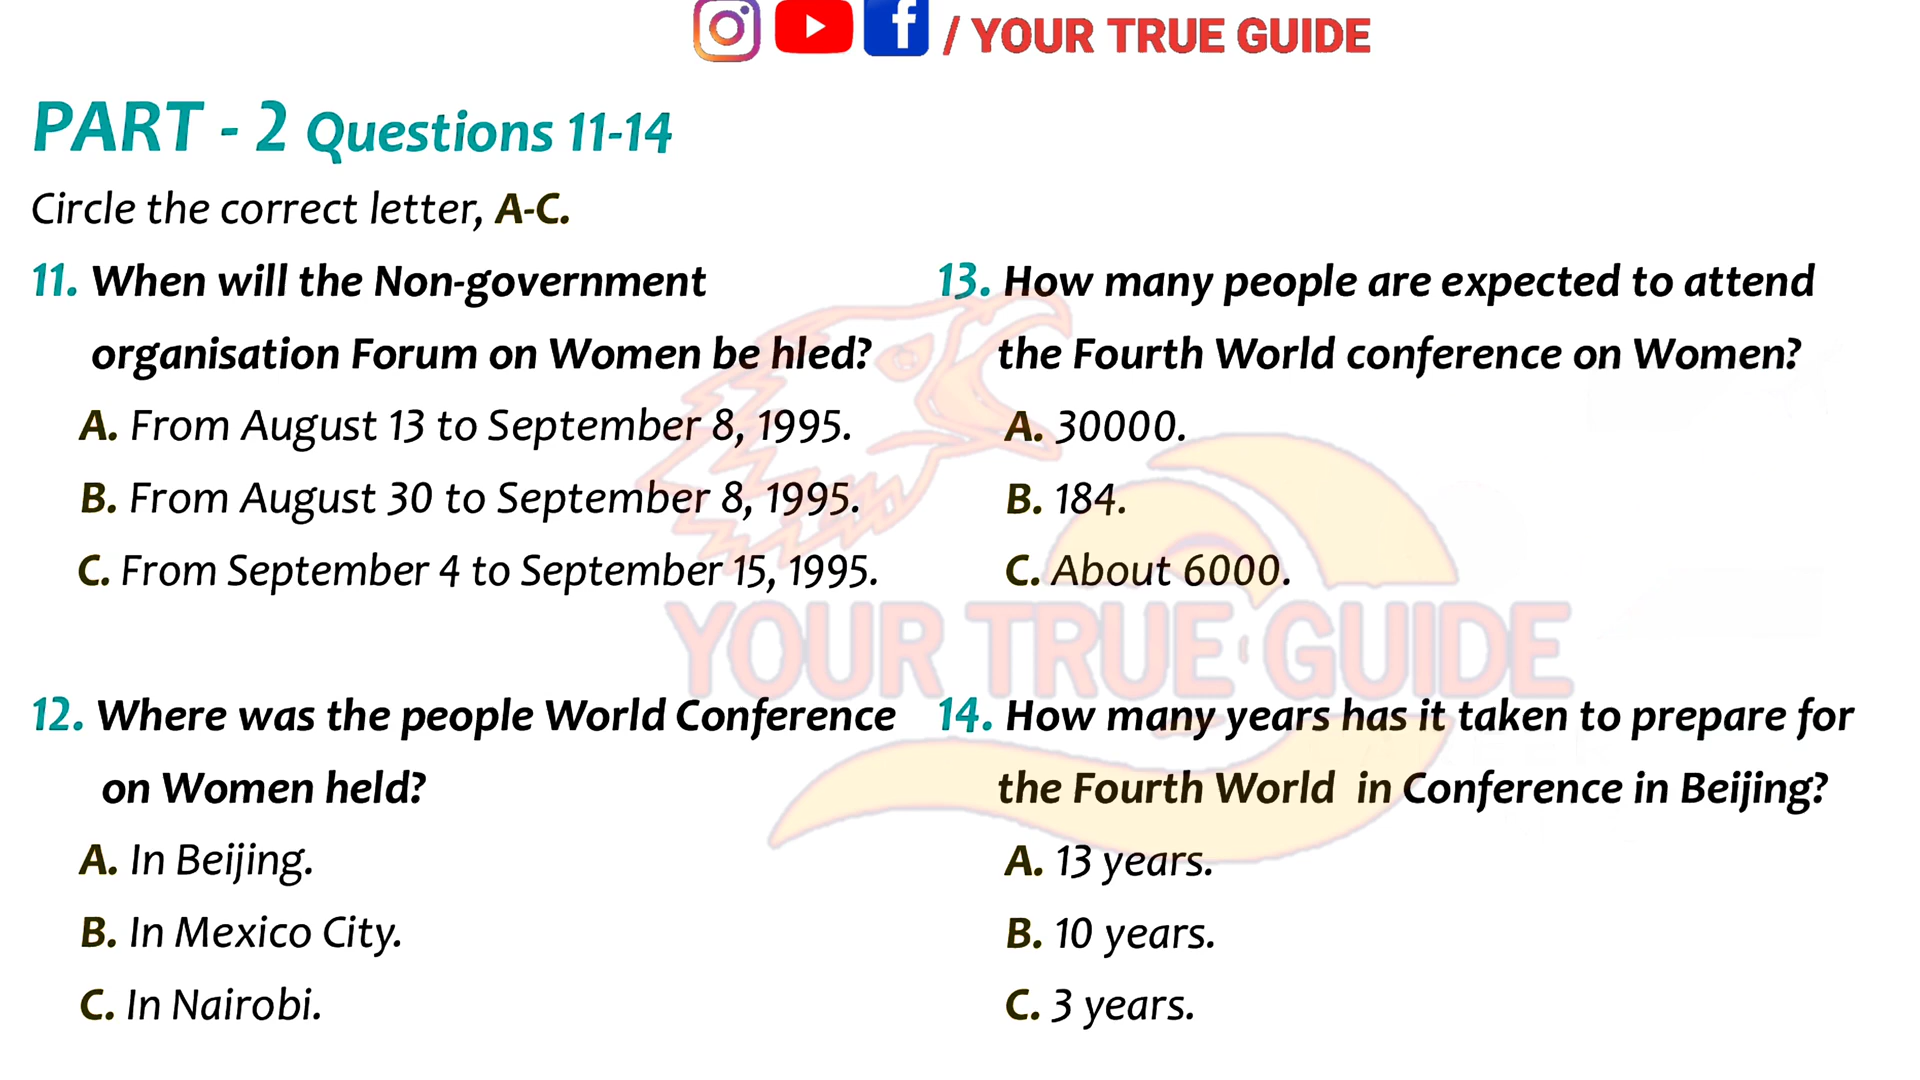 / YOUR TRUE GUIDE
PART - 2 Questions 11-14
Circle the correct letter, A-C.
11. When will the Non-government
organisation Forum on Women be hled?
A. From August 13 to September 8, 1995.
B. From August 30 to September 8, 1995.
C. From September 4 to September 15, 1995.
12. Where was the people World Conference
on Women held?
A. In Beijing.
B. In Mexico City.
C. In Nairobi.
13. How many people are expected to attend
the Fourth World conference on Women?
A. 30000.
B. 184.
C. About 6000.
14. How many years has it taken to prepare for
the Fourth World in Conference in Beijing?
A. 13 years.
B. 10 years.
C. 3 years.
YOUR TRUE GUIDE